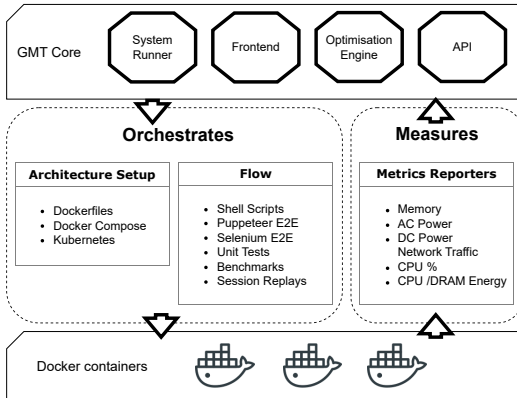 GMT Core
System
Runner
Frontend
Optimisation
Engine
API
Orchestrates
Architecture Setup
Dockerfiles
Docker Compose
Kubernetes
Flow
Shell Scripts
Puppeteer E2E
Selenium E2E
Unit Tests
Benchmarks
Session Replays
Measures
Metrics Reporters
Memory
AC Power
DC Power
Network Traffic
CPU %
CPU /DRAM Energy
Docker containers